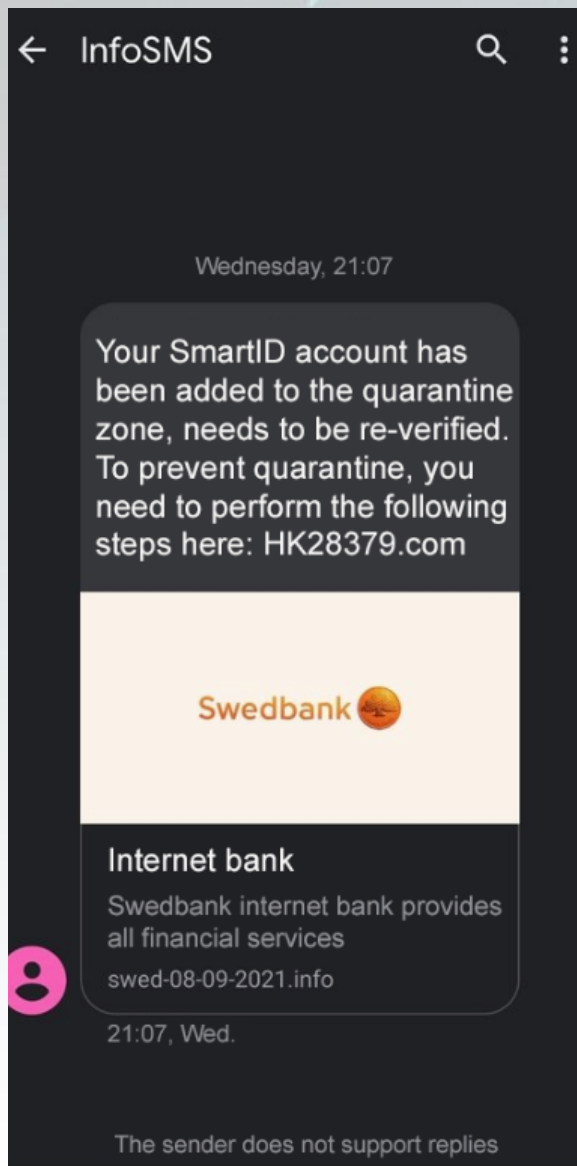 InfoSMS
Wednesday, 21:07
Your SmartID account has
been added to the quarantine
zone, needs to be re-verified.
To prevent quarantine, you
need to perform the following
steps here: HK28379.com
Swedbank
Internet bank
Swedbank internet bank provides
all financial services
swed-08-09-2021.info
21:07, Wed.
The sender does not support replies